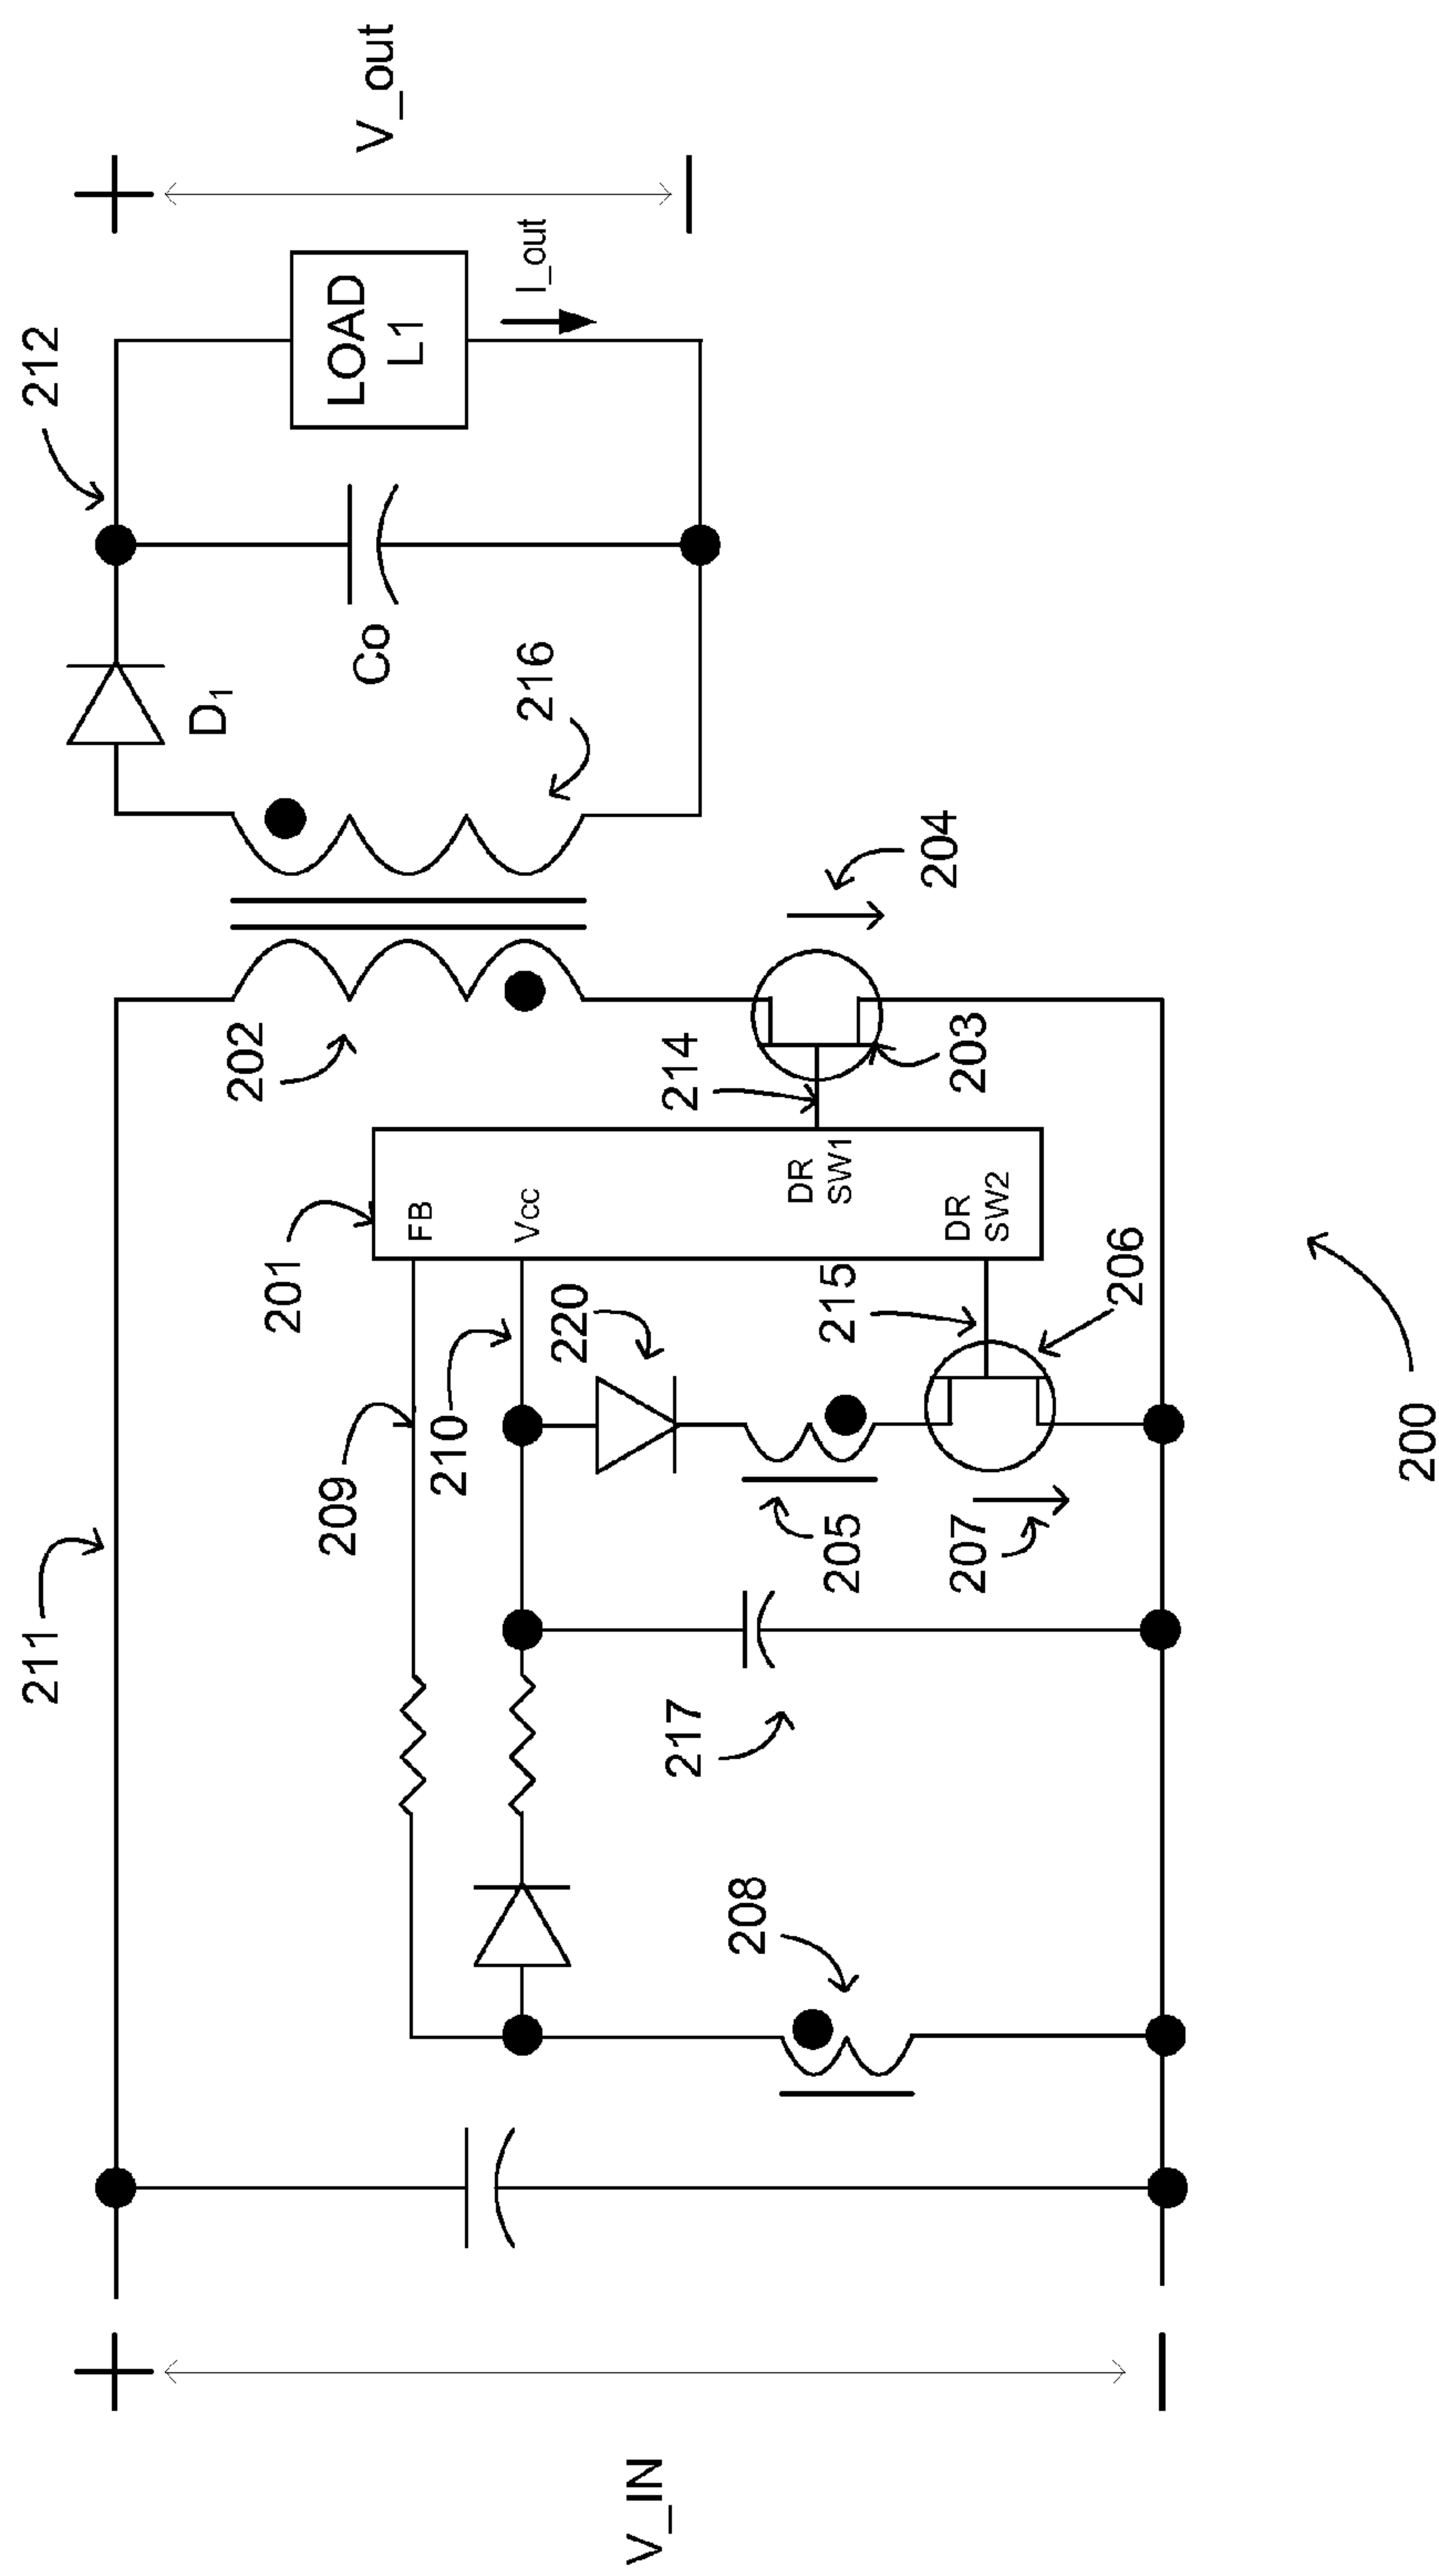 211
212
V_out
I_out
LOAD
L1
Co
D1
216
202
201
FB
Vcc
DR
SW1
DR
SW2
214
203
204
209
210
220
215
206
205
207
217
208
V_IN
200